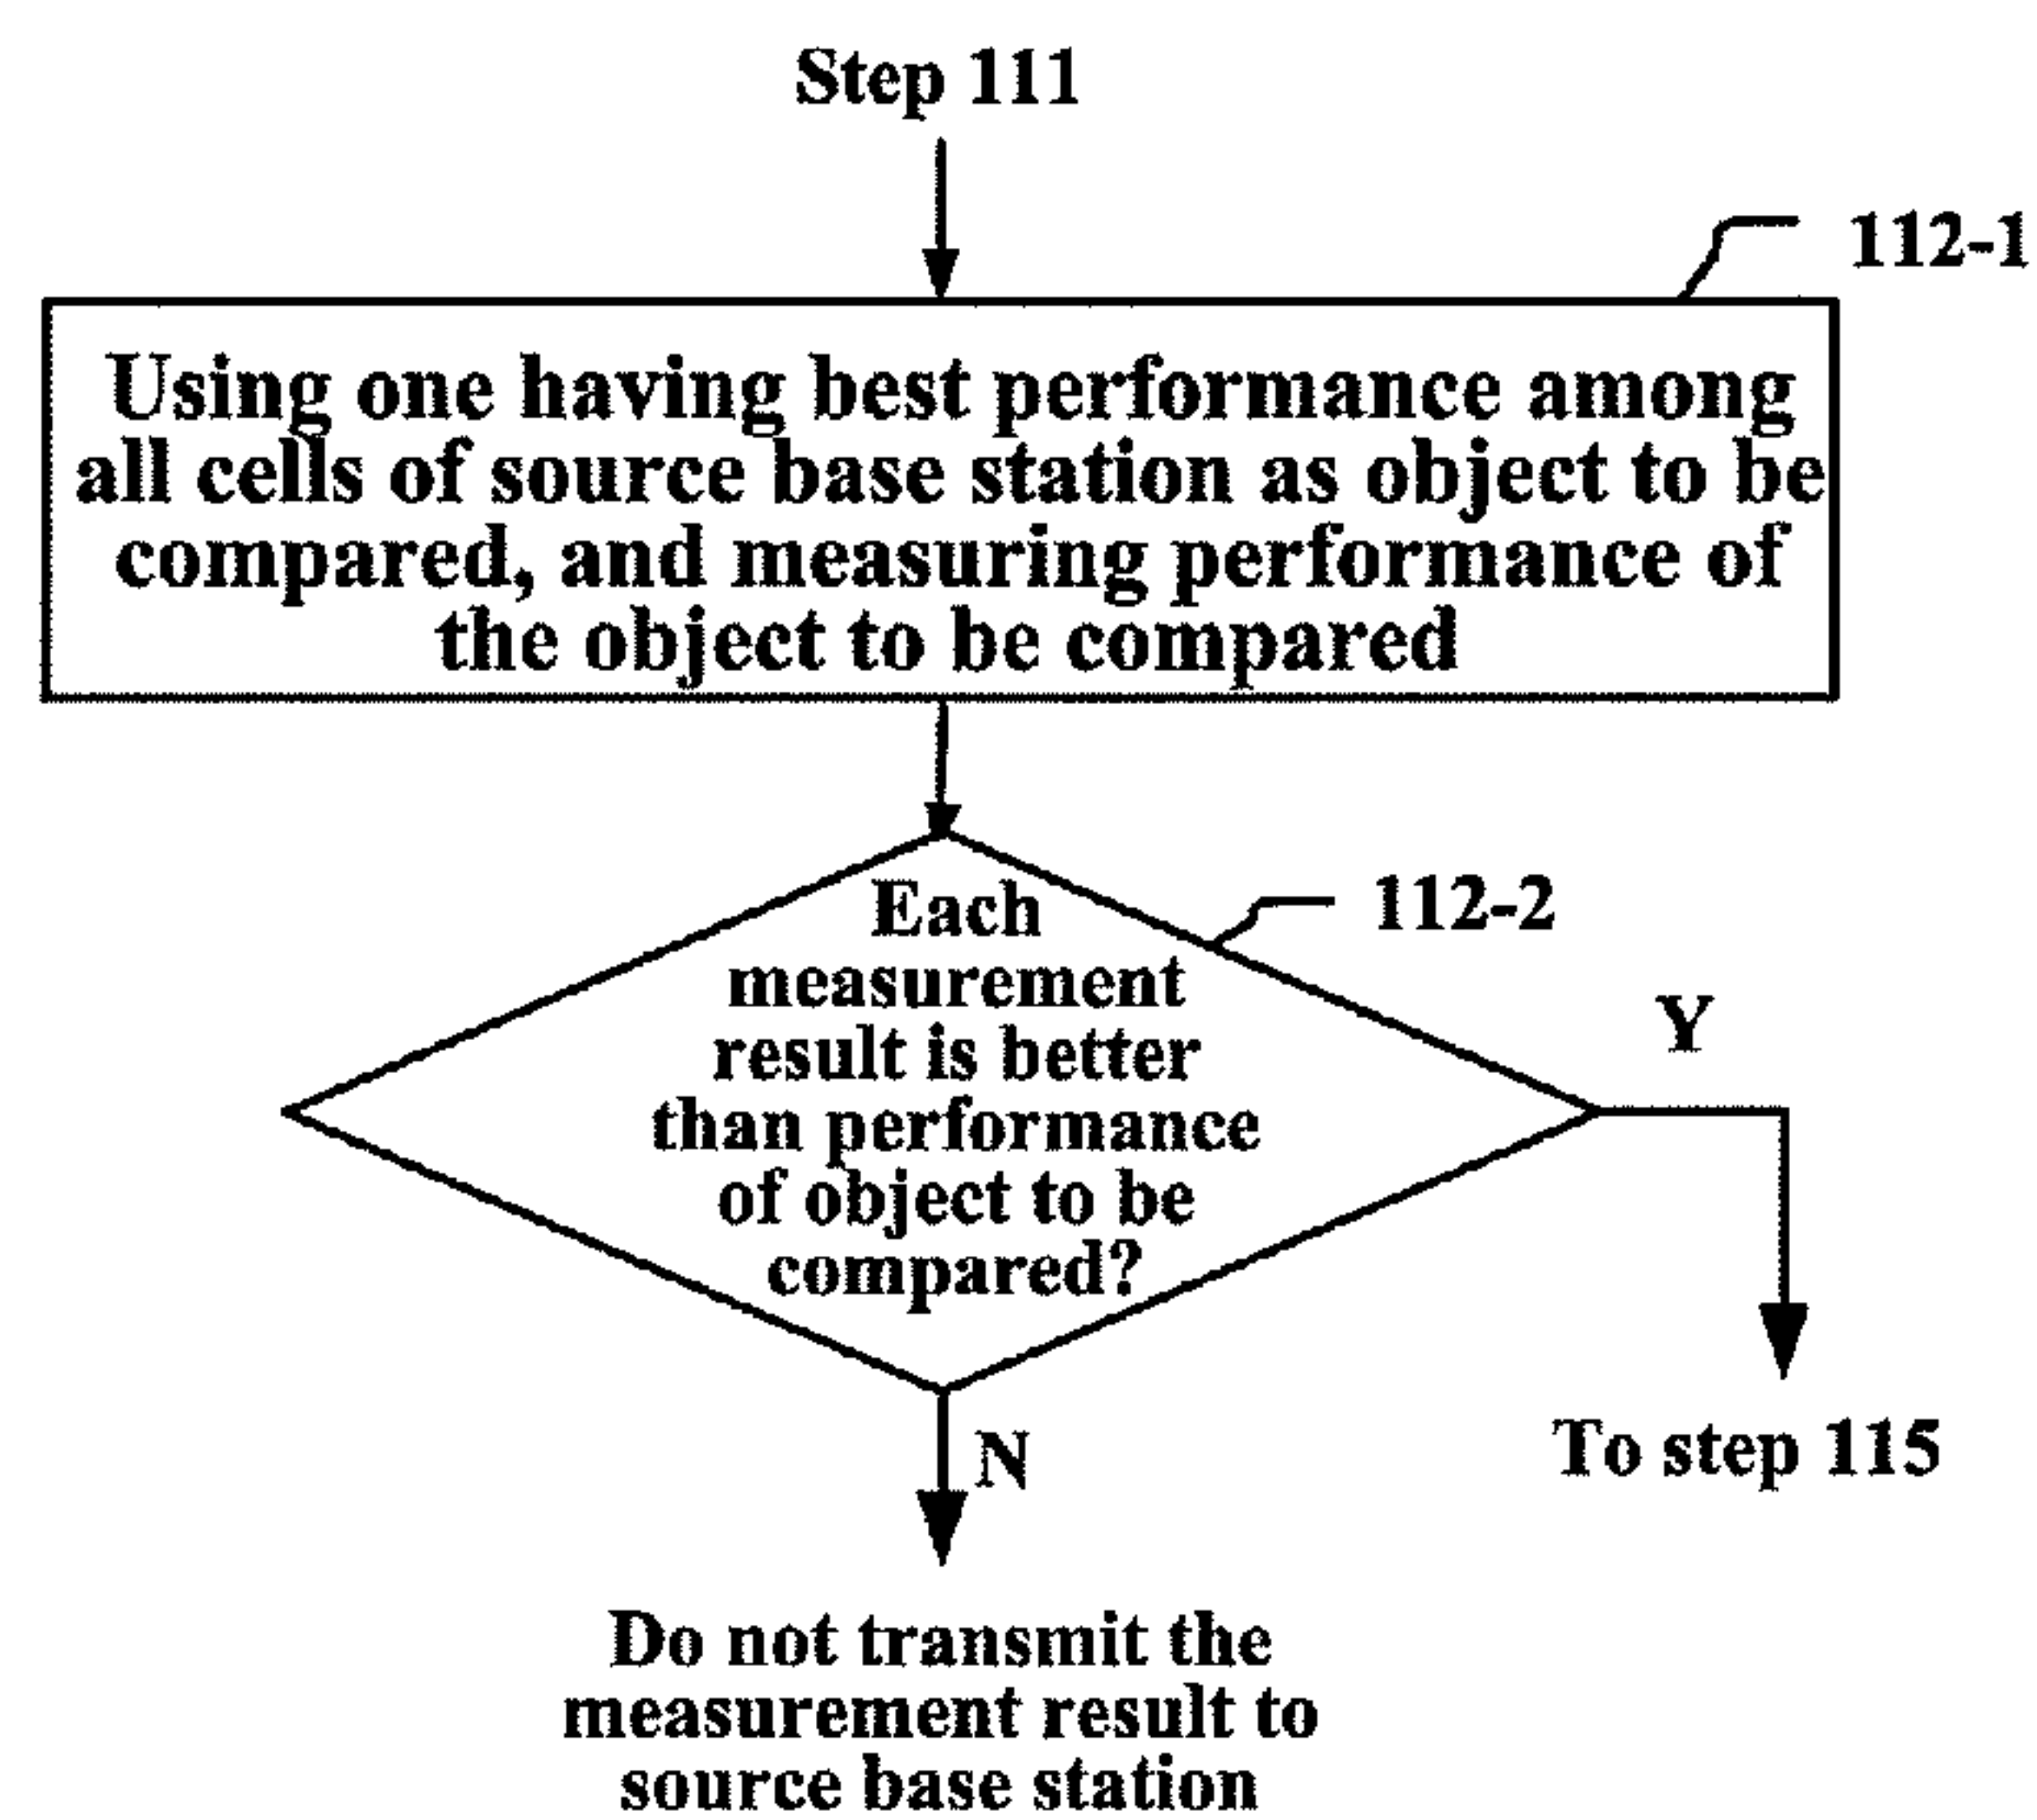 Step 111
112-1
Using one having best performance among
all cells of source base station as object to be
compared, and measuring performance of
the object to be compared
112-2
Each
measurement
result is better
than performance
of object to be
compared?
Y
N
To step 115
Do not transmit the
measurement result to
source base station